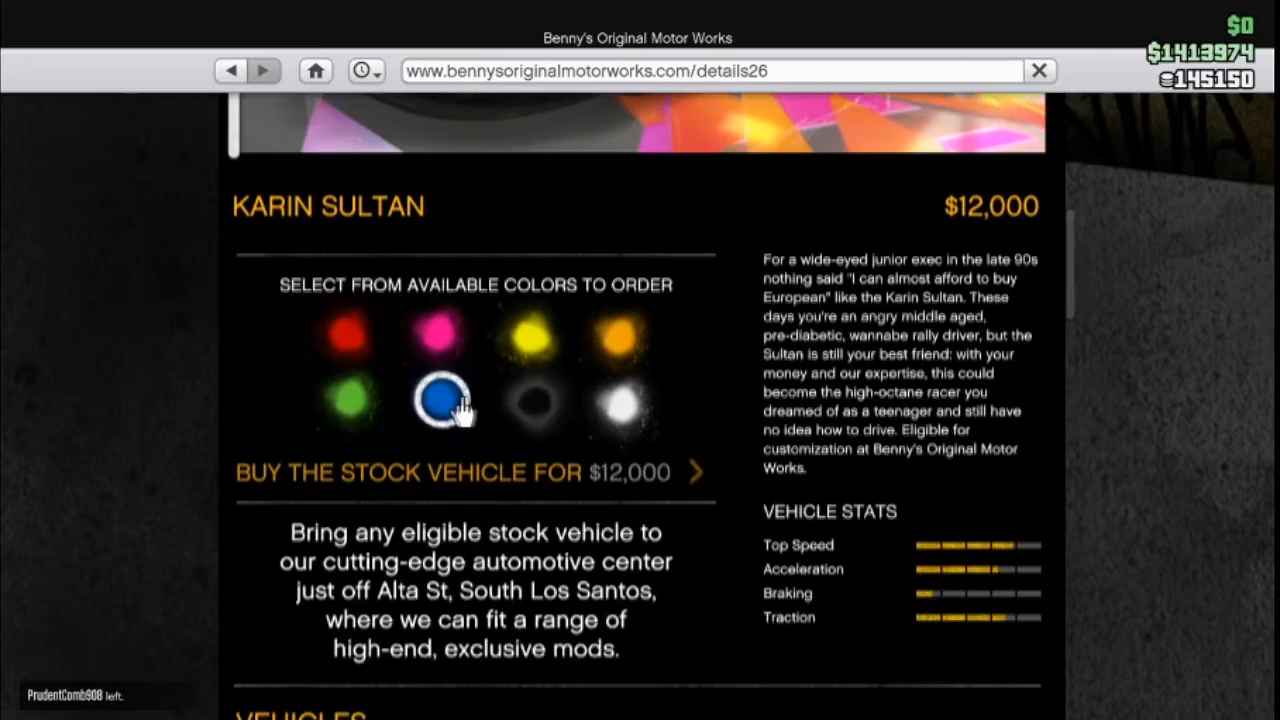 Benny's Original Motor Works
$0
$1413974
145150
www.bennysoriginalmotorworks.com/details26
KARIN SULTAN
$12,000
SELECT FROM AVAILABLE COLORS TO ORDER
BUY THE STOCK VEHICLE FOR $12,000
Bring any eligible stock vehicle to
our cutting-edge automotive center
just off Alta St, South Los Santos,
where we can fit a range of
high-end, exclusive mods.
For a wide-eyed junior exec in the late 90s
nothing said "I can almost afford to buy
European" like the Karin Sultan. These
days you're an angry middle aged,
pre-diabetic, wannabe rally driver, but the
Sultan is still your best friend: with your
money and our expertise, this could
become the high-octane racer you
dreamed of as a teenager and still have
no idea how to drive. Eligible for
customization at Benny's Original Motor
Works.
VEHICLE STATS
Top Speed
Acceleration
Braking
Traction
PrudentComb908 left.
VEHICLES